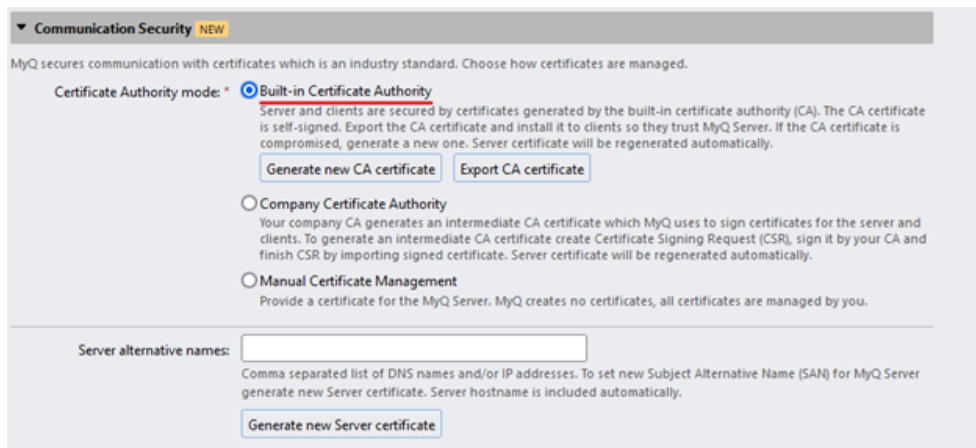 Communication Security NEW
MyQ secures communication with certificates which is an industry standard. Choose how certificates are managed.
Certificate Authority mode: * Built-in Certificate Authority
Server and clients are secured by certificates generated by the built-in certificate authority (CA). The CA certificate
is self-signed. Export the CA certificate and install it to clients so they trust MyQ Server. If the CA certificate is
compromised, generate a new one. Server certificate will be regenerated automatically.
Generate new CA certificate Export CA certificate
Company Certificate Authority
Your company CA generates an intermediate CA certificate which MyQ uses to sign certificates for the server and
clients. To generate an intermediate CA certificate create Certificate Signing Request (CSR), sign it by your CA and
finish CSR by importing signed certificate. Server certificate will be regenerated automatically.
Manual Certificate Management
Provide a certificate for the MyQ Server. MyQ creates no certificates, all certificates are managed by you.
Server alternative names:
Comma separated list of DNS names and/or IP addresses. To set new Subject Alternative Name (SAN) for MyQ Server
generate new Server certificate. Server hostname is included automatically.
Generate new Server certificate